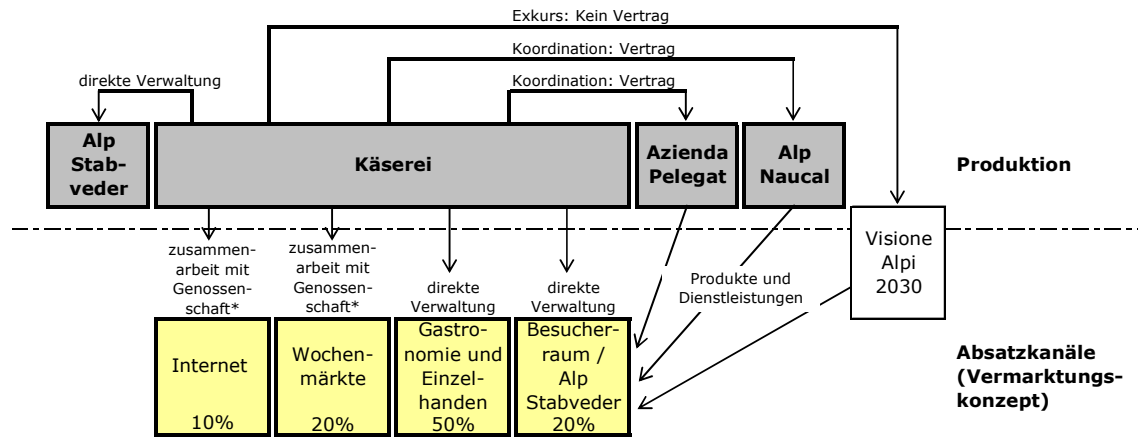 Exkurs: Kein Vertrag
Koordination: Vertrag
direkte Verwaltung
Koordination: Vertrag
Alp
Stab-
veder
Käserei
Azienda
Pelegat
Alp
Naucal
Produktion
zusammen-
arbeit mit
Genossen-
schaft*
zusammen-
arbeit mit
Genossen-
schaft*
direkte
Verwaltung
direkte
Verwaltung
Produkte und
Dienstleistungen
Visione
Alpi
2030
Internet
10%
Wochen-
märkte
20%
Gastro-
nomie und
Einzel-
handen
50%
Besucher-
raum /
Alp
Stabveder
20%
Absatzkanäle
(Vermarktungs-
konzept)